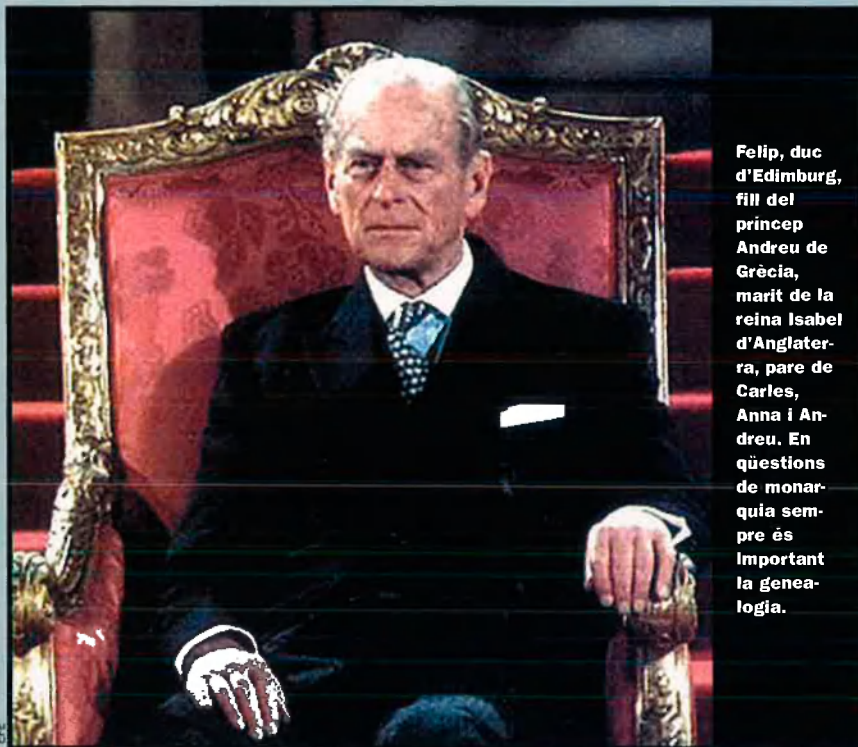 Felip, duc
d'Edimburg,
fill del
príncep
Andreu de
Grècia,
marit de la
reina Isabel
d'Anglater-
ra, pare de
Carles,
Anna i An-
dreu. En
qüestions
de monar-
quia sem-
pre és
important
la genea-
logia.